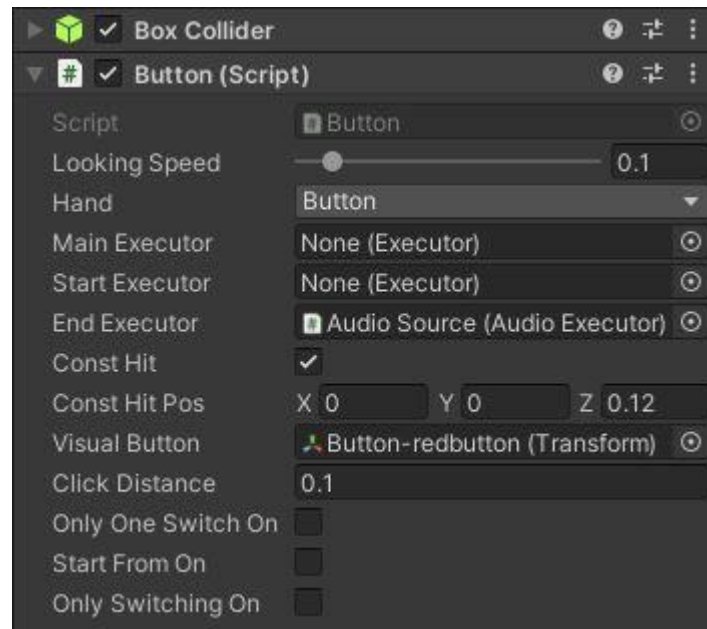 Box Collider
Button (Script)
Script Button
Looking Speed 0.1
Hand Button
Main Executor None (Executor)
Start Executor None (Executor)
End Executor Audio Source (Audio Executor)
Const Hit
Const Hit Pos X 0 Y 0 Z 0.12
Visual Button Button-redbutton (Transform)
Click Distance 0.1
Only One Switch On
Start From On
Only Switching On